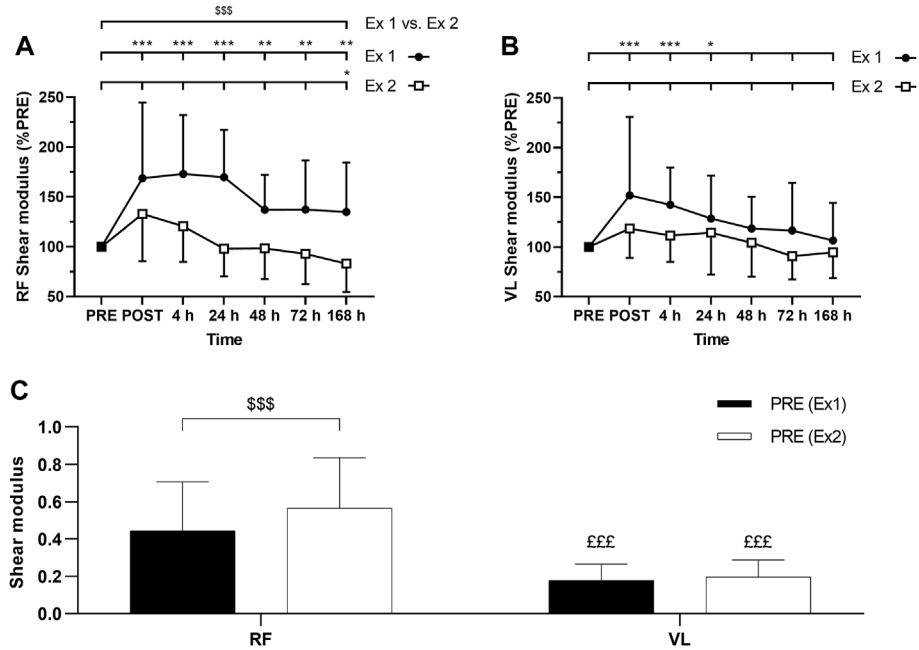 $$$ Ex 1 vs. Ex 2
A
*** *** *** ** ** ** Ex 1
* Ex 2
RF Shear modulus (%PRE)
250
200
150
100
50
PRE POST 4 h 24 h 48 h 72 h 168 h
Time
B
*** *** * Ex 1
Ex 2
VL Shear modulus (%PRE)
250
200
150
100
50
PRE POST 4 h 24 h 48 h 72 h 168 h
Time
C
$$$
PRE (Ex1)
PRE (Ex2)
Shear modulus
1.0
0.8
0.6
0.4
0.2
0.0
£££ £££
RF VL